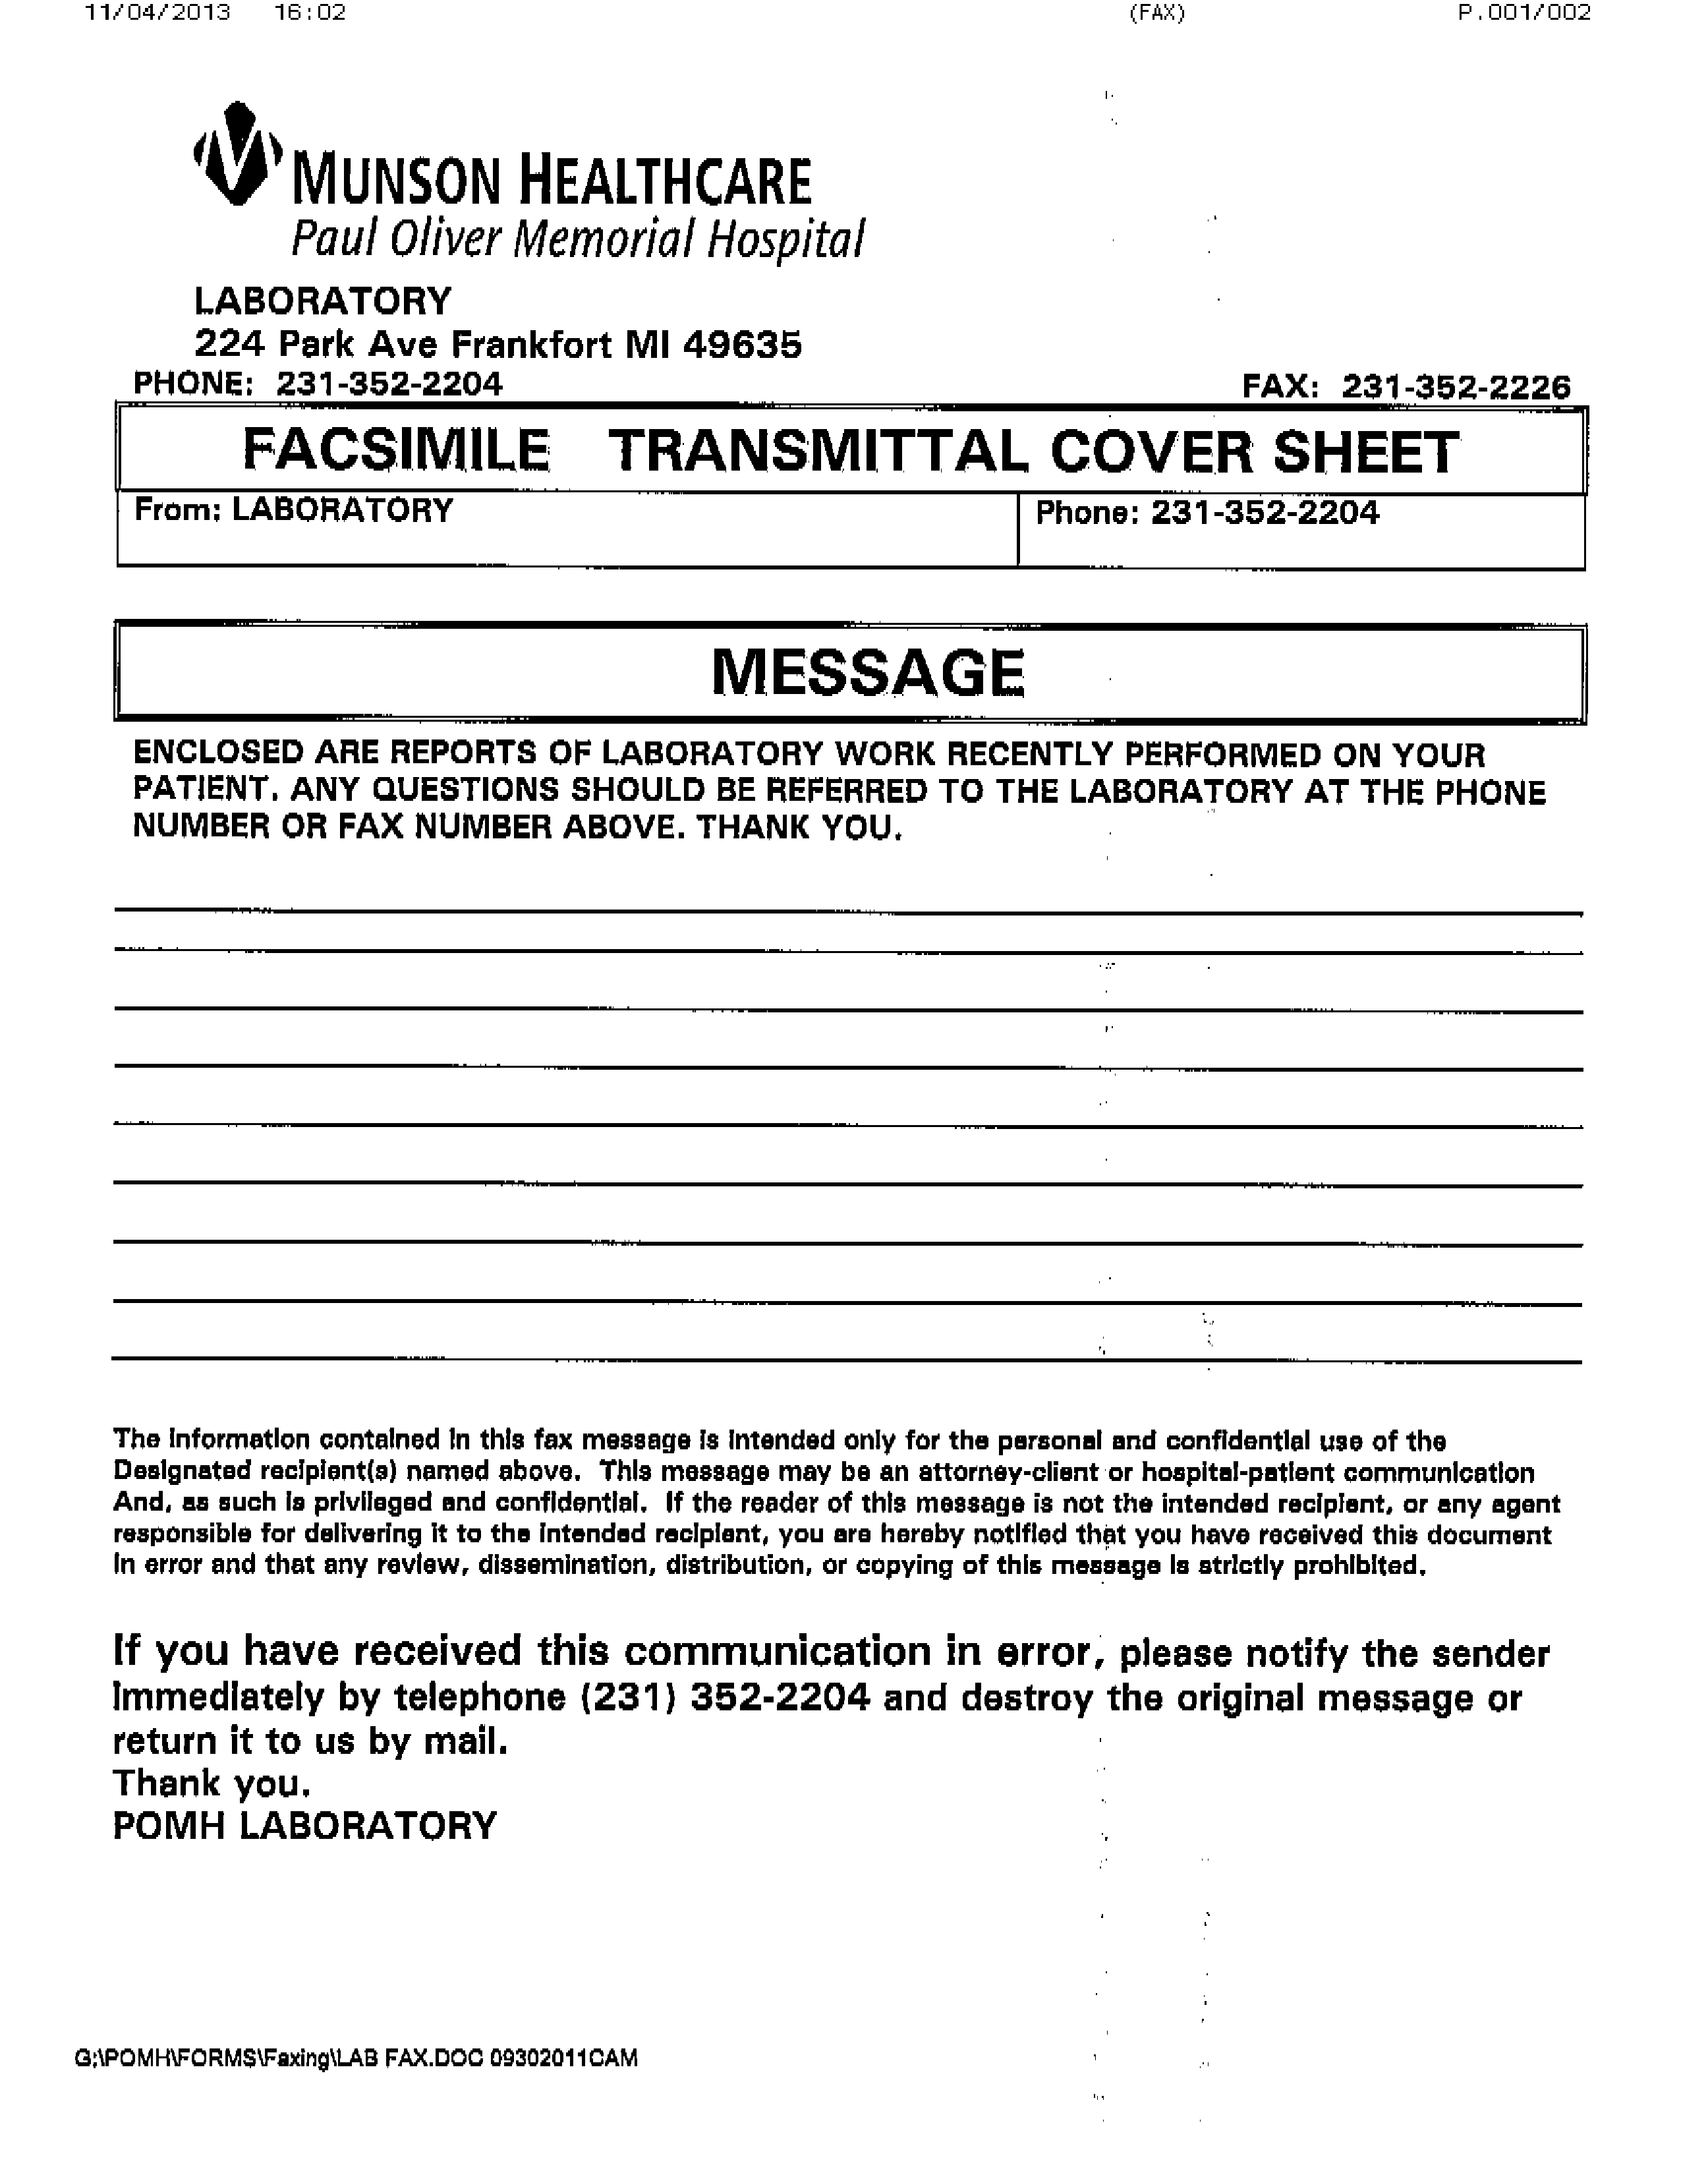 11/04/2013 16:02 (FAX) P.001/002
MUNSON HEALTHCARE
Paul Oliver Memorial Hospital
LABORATORY
224 Park Ave Frankfort MI 49635
PHONE: 231-352-2204 FAX: 231-352-2226
FACSIMILE TRANSMITTAL COVER SHEET
From: LABORATORY Phone: 231-352-2204
MESSAGE
ENCLOSED ARE REPORTS OF LABORATORY WORK RECENTLY PERFORMED ON YOUR
PATIENT. ANY QUESTIONS SHOULD BE REFERRED TO THE LABORATORY AT THE PHONE
NUMBER OR FAX NUMBER ABOVE. THANK YOU.
The information contained in this fax message is intended only for the personal and confidential use of the
Designated recipient(s) named above. This message may be an attorney-client or hospital-patient communication
And, as such is privileged and confidential. If the reader of this message is not the intended recipient, or any agent
responsible for delivering it to the intended recipient, you are hereby notified that you have received this document
in error and that any review, dissemination, distribution, or copying of this message is strictly prohibited.
If you have received this communication in error, please notify the sender
immediately by telephone (231) 352-2204 and destroy the original message or
return it to us by mail.
Thank you.
POMH LABORATORY
G:\POMH\FORMS\Faxing\LAB FAX.DOC 09302011CAM